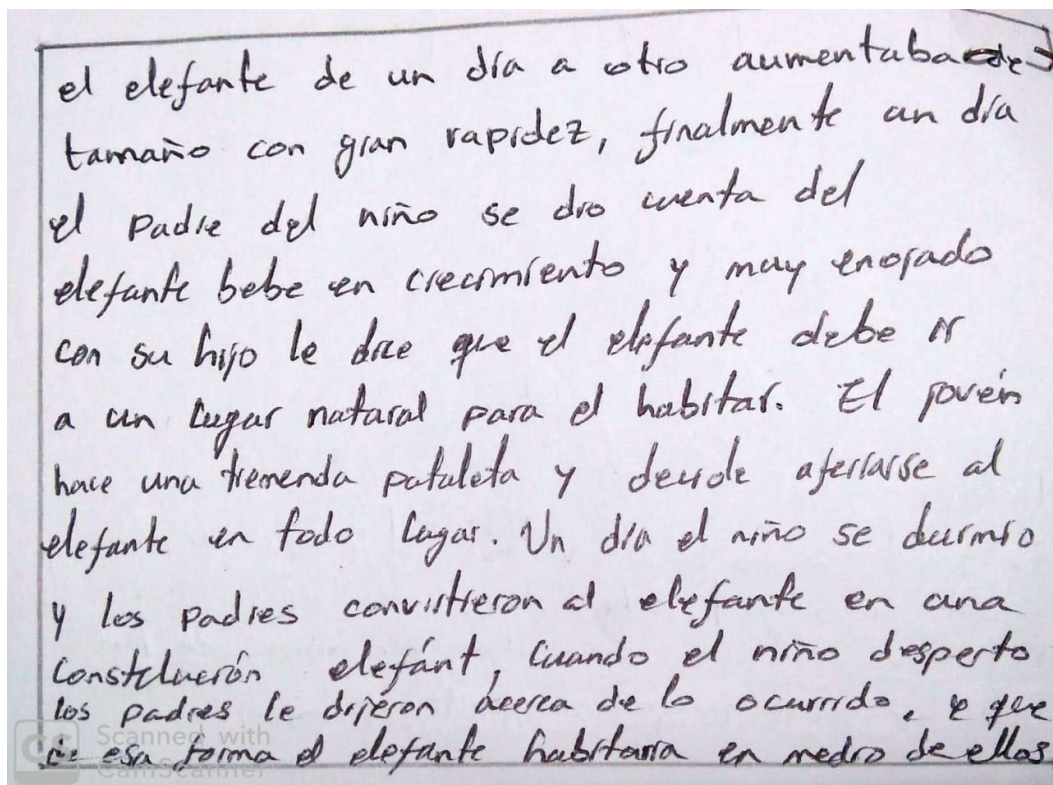 el elefante de un día a otro aumentaba de
tamaño con gran rapidez, finalmente un día
el padre del niño se dio cuenta del
elefante bebe en crecimiento y muy enojado
con su hijo le dice que el elefante debe ir
a un lugar natural para el habitar. El joven
hace una tremenda pataleta y decide aferrarse al
elefante en todo lugar. Un día el niño se durmio
y los padres convirtieron al elefante en una
constelación elefánt, Cuando el niño desperto
los padres le dijeron acerca de lo ocurrido, y que
de esa forma el elefante habitaria en medio de ellos
CS Scanned with
CamScanner